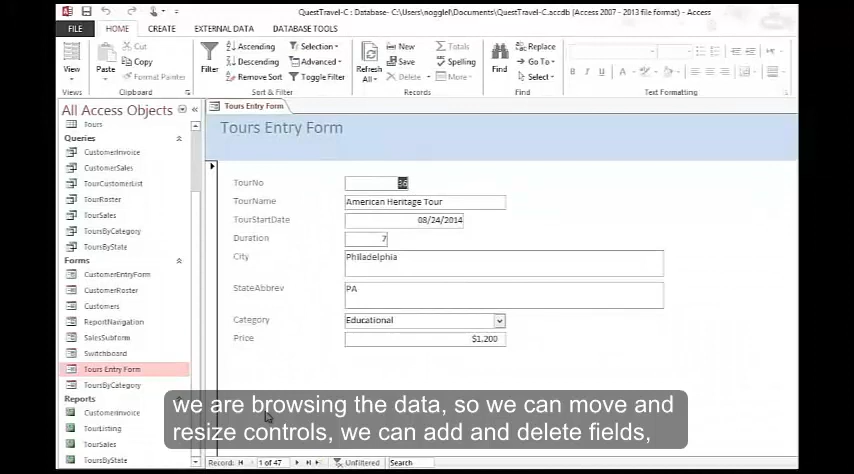 QuestTravel-C : Database- C:\Users\nogglef\Documents\QuestTravel-C.accdb (Access 2007 - 2013 file format) - Access
FILE HOME CREATE EXTERNAL DATA DATABASE TOOLS
View
Views
Paste
Cut
Copy
Format Painter
Clipboard
Filter
Ascending
Descending
Remove Sort
Selection
Advanced
Toggle Filter
Sort & Filter
Refresh
All
New
Save
Delete
Totals
Spelling
More
Records
Find
Replace
Go To
Select
Find
B I U
Text Formatting
All Access Objects
Tours
Queries
CustomerInvoice
CustomerSales
TourCustomerList
TourRoster
TourSales
ToursByCategory
ToursByState
Forms
CustomerEntryForm
CustomerRoster
Customers
ReportNavigation
SalesSubform
Switchboard
Tours Entry Form
ToursByCategory
Reports
CustomerInvoice
TourListing
TourSales
ToursByState
Tours Entry Form
Tours Entry Form
TourNo 36
TourName American Heritage Tour
TourStartDate 08/24/2014
Duration 7
City Philadelphia
StateAbbrev PA
Category Educational
Price $1,200
we are browsing the data, so we can move and
resize controls, we can add and delete fields,
Record: 1 of 47 Unfiltered Search